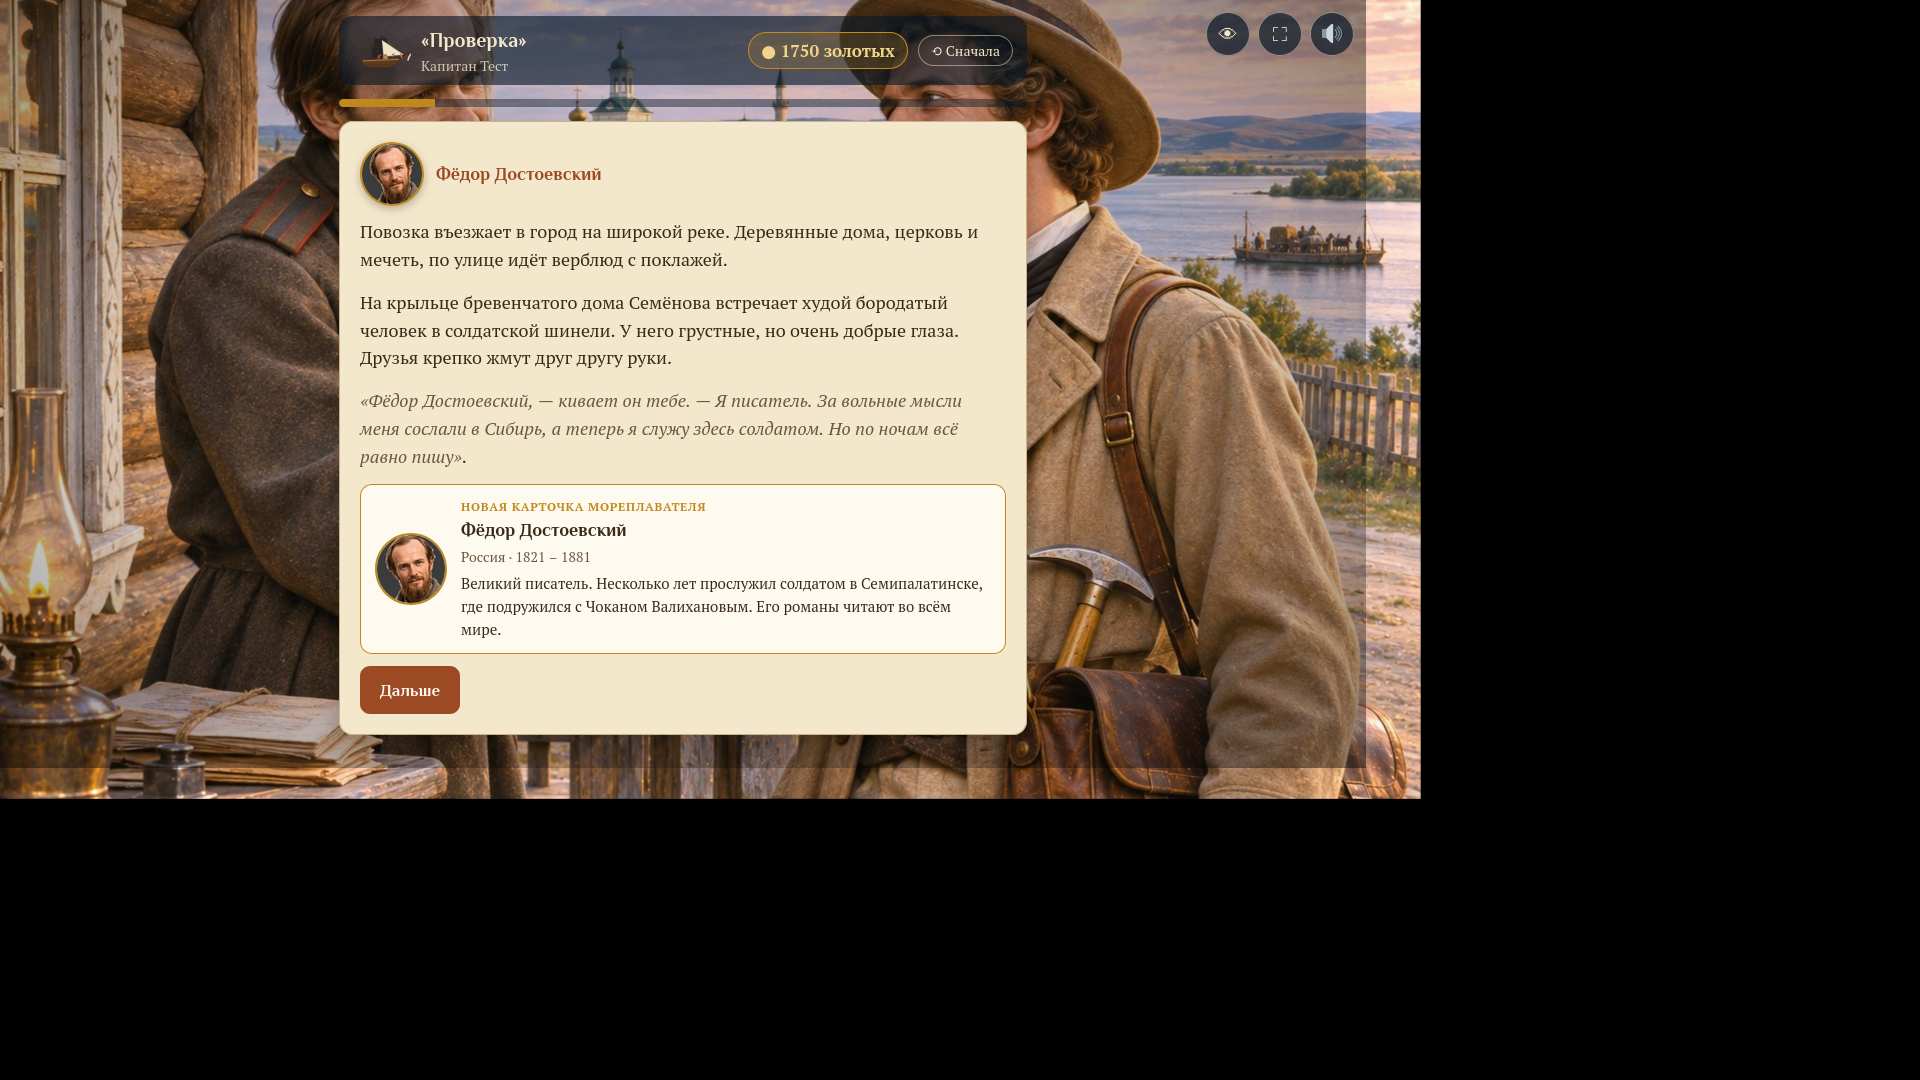 «Проверка»
Капитан Тест
1750 золотых
⟲ Сначала
Фёдор Достоевский
Повозка въезжает в город на широкой реке. Деревянные дома, церковь и
мечеть, по улице идёт верблюд с поклажей.
На крыльце бревенчатого дома Семёнова встречает худой бородатый
человек в солдатской шинели. У него грустные, но очень добрые глаза.
Друзья крепко жмут друг другу руки.
«Фёдор Достоевский, — кивает он тебе. — Я писатель. За вольные мысли
меня сослали в Сибирь, а теперь я служу здесь солдатом. Но по ночам всё
равно пишу».
НОВАЯ КАРТОЧКА МОРЕПЛАВАТЕЛЯ
Фёдор Достоевский
Россия · 1821 – 1881
Великий писатель. Несколько лет прослужил солдатом в Семипалатинске,
где подружился с Чоканом Валихановым. Его романы читают во всём
мире.
Дальше